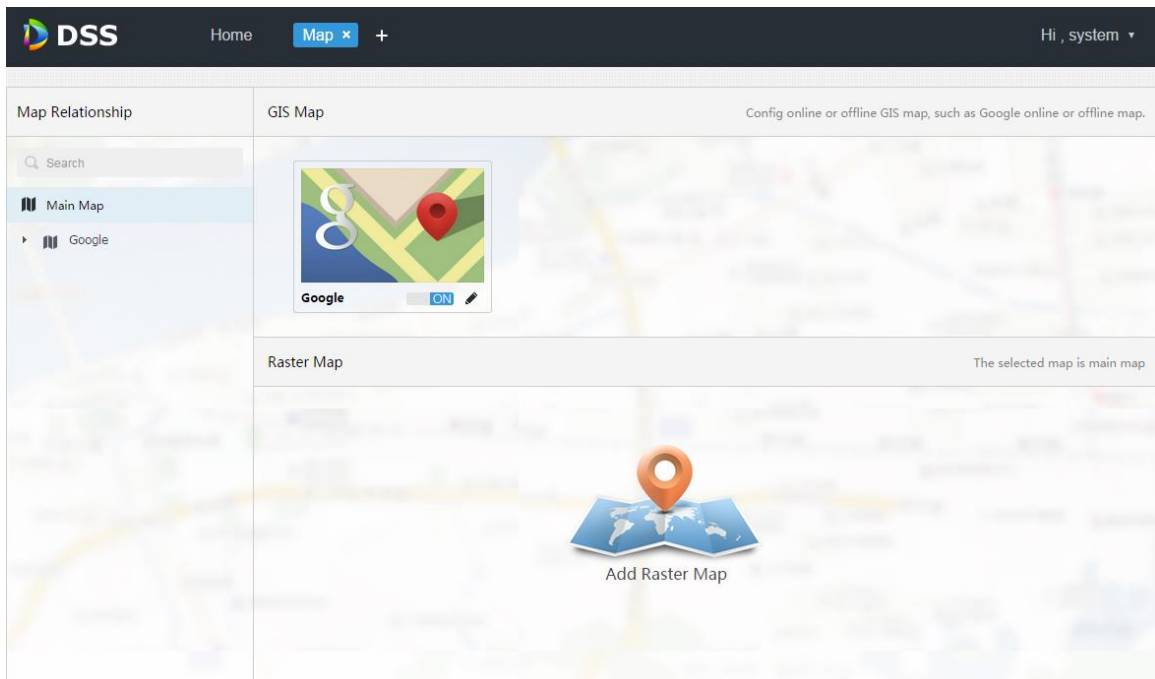 DSS Home Map × + Hi , system ▾
Map Relationship
GIS Map
Config online or offline GIS map, such as Google online or offline map.
Search
Main Map
Google
g
Google ON
Raster Map
The selected map is main map
Add Raster Map